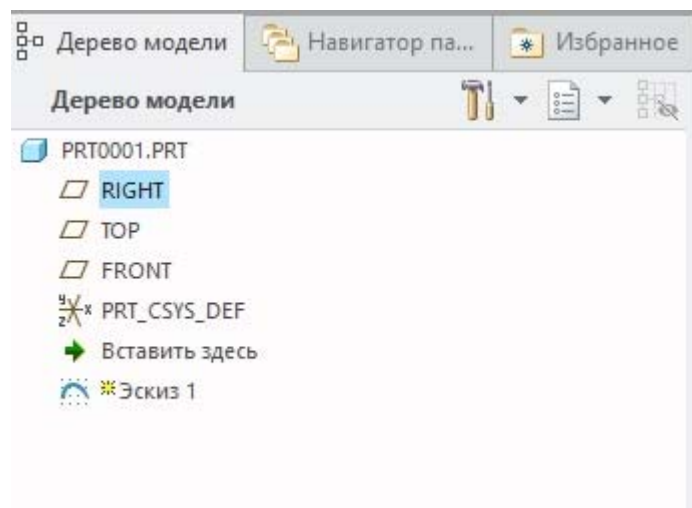 Дерево модели Навигатор па... Избранное
Дерево модели
PRT0001.PRT
RIGHT
TOP
FRONT
PRT_CSYS_DEF
Вставить здесь
Эскиз 1